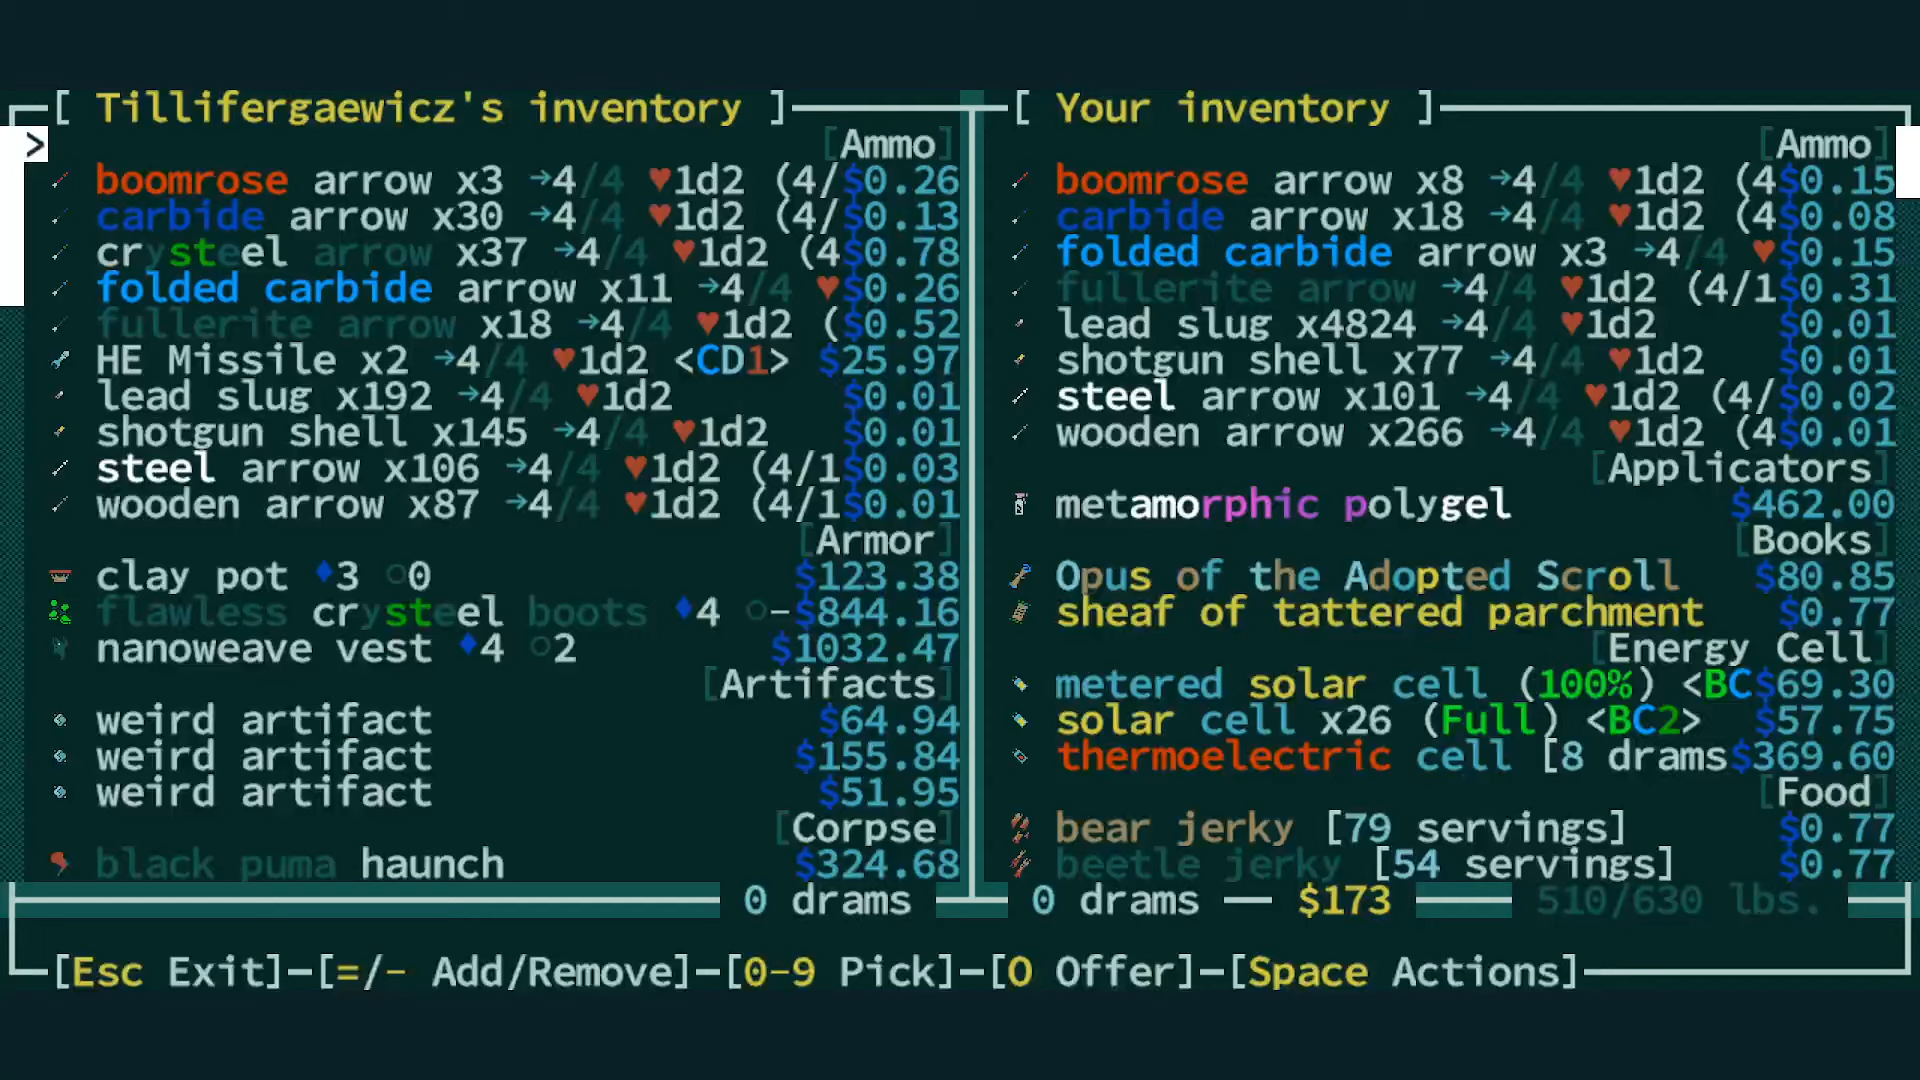 [ Tillifergaewicz's inventory ]
>
[Ammo]
boomrose arrow x3 →4/4 ♥1d2 (4/$0.26
carbide arrow x30 →4/4 ♥1d2 (4/$0.13
crysteel arrow x37 →4/4 ♥1d2 (4$0.78
folded carbide arrow x11 →4/4 ♥$0.26
fullerite arrow x18 →4/4 ♥1d2 ($0.52
HE Missile x2 →4/4 ♥1d2 <CD1> $25.97
lead slug x192 →4/4 ♥1d2 $0.01
shotgun shell x145 →4/4 ♥1d2 $0.01
steel arrow x106 →4/4 ♥1d2 (4/1$0.03
wooden arrow x87 →4/4 ♥1d2 (4/1$0.01
[Armor]
clay pot ♦3 ○0 $123.38
flawless crysteel boots ♦4 ○-$844.16
nanoweave vest ♦4 ○2 $1032.47
[Artifacts]
weird artifact $64.94
weird artifact $155.84
weird artifact $51.95
[Corpse]
black puma haunch $324.68
0 drams
[ Your inventory ]
[Ammo]
boomrose arrow x8 →4/4 ♥1d2 (4$0.15
carbide arrow x18 →4/4 ♥1d2 (4$0.08
folded carbide arrow x3 →4/4 ♥$0.15
fullerite arrow →4/4 ♥1d2 (4/1$0.31
lead slug x4824 →4/4 ♥1d2 $0.01
shotgun shell x77 →4/4 ♥1d2 $0.01
steel arrow x101 →4/4 ♥1d2 (4/$0.02
wooden arrow x266 →4/4 ♥1d2 (4$0.01
[Applicators]
metamorphic polygel $462.00
[Books]
Opus of the Adopted Scroll $80.85
sheaf of tattered parchment $0.77
[Energy Cell]
metered solar cell (100%) <BC$69.30
solar cell x26 (Full) <BC2> $57.75
thermoelectric cell [8 drams$369.60
[Food]
bear jerky [79 servings] $0.77
beetle jerky [54 servings] $0.77
0 drams — $173 510/630 lbs.
[Esc Exit]—[=/- Add/Remove]—[0-9 Pick]—[O Offer]—[Space Actions]